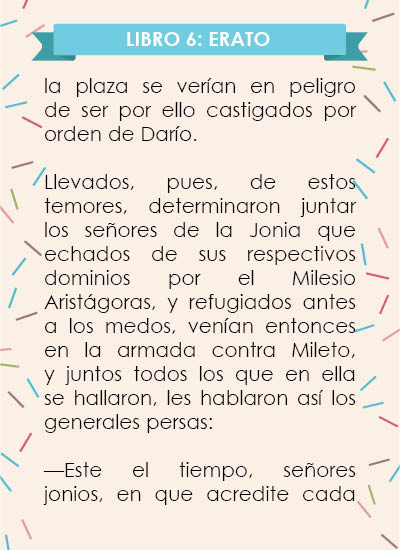 LIBRO 6: ERATO
la plaza se verían en peligro
de ser por ello castigados por
orden de Darío.
Llevados, pues, de estos
temores, determinaron juntar
los señores de la Jonia que
echados de sus respectivos
dominios por el Milesio
Aristágoras, y refugiados antes
a los medos, venían entonces
en la armada contra Mileto,
y juntos todos los que en ella
se hallaron, les hablaron así los
generales persas:
—Este el tiempo, señores
jonios, en que acredite cada